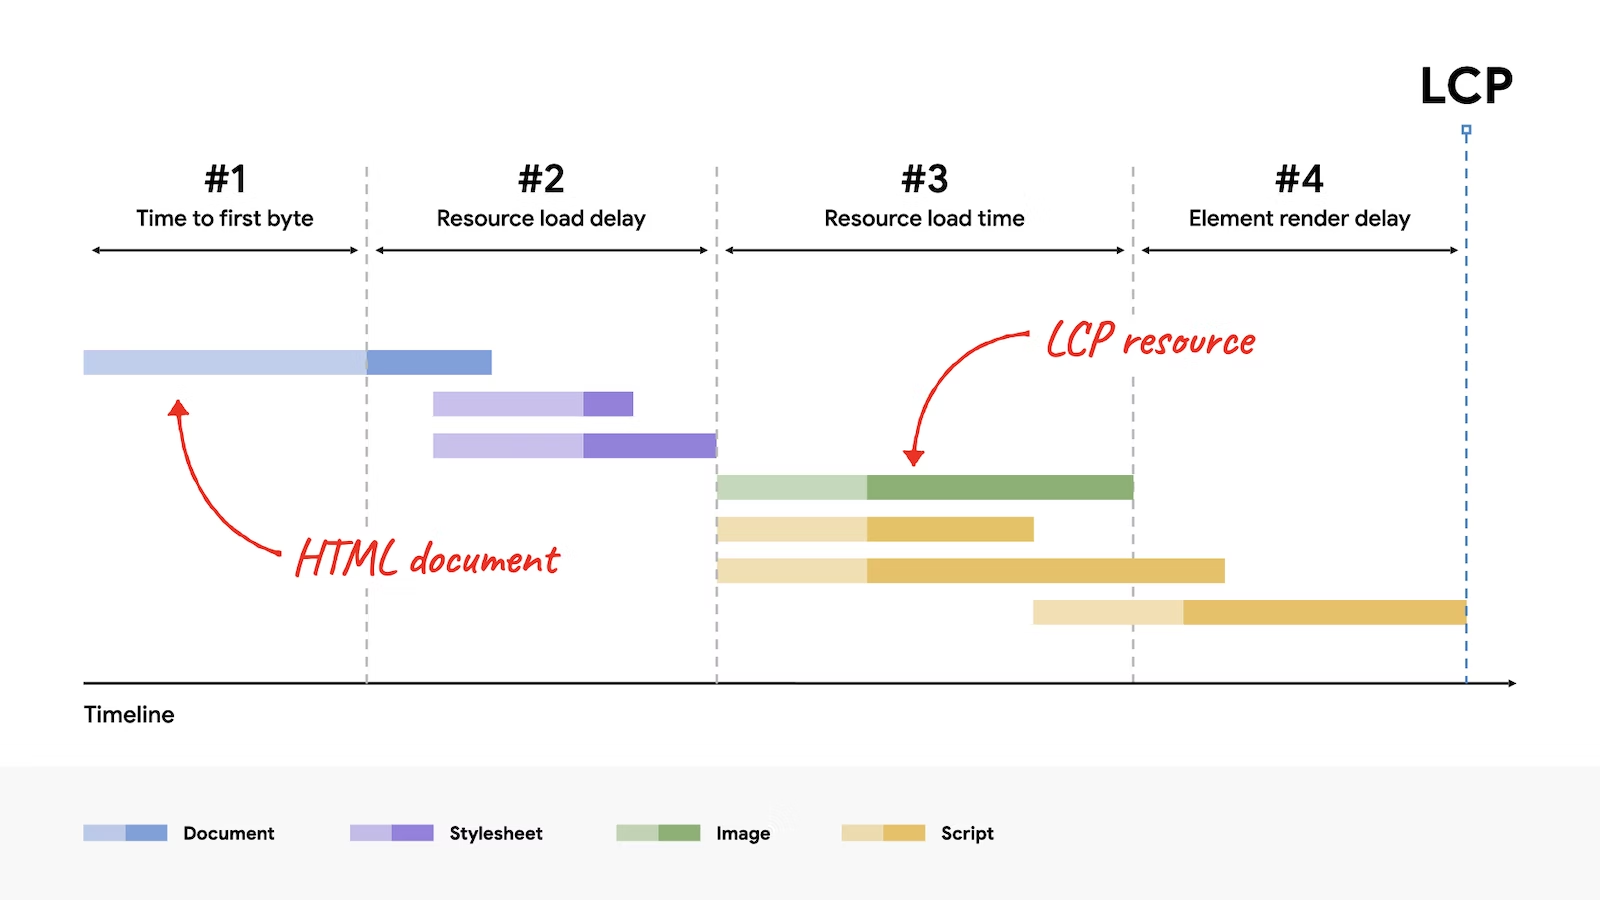 LCP
#1
Time to first byte
#2
Resource load delay
#3
Resource load time
#4
Element render delay
LCP resource
HTML document
Timeline
Document
Stylesheet
Image
Script